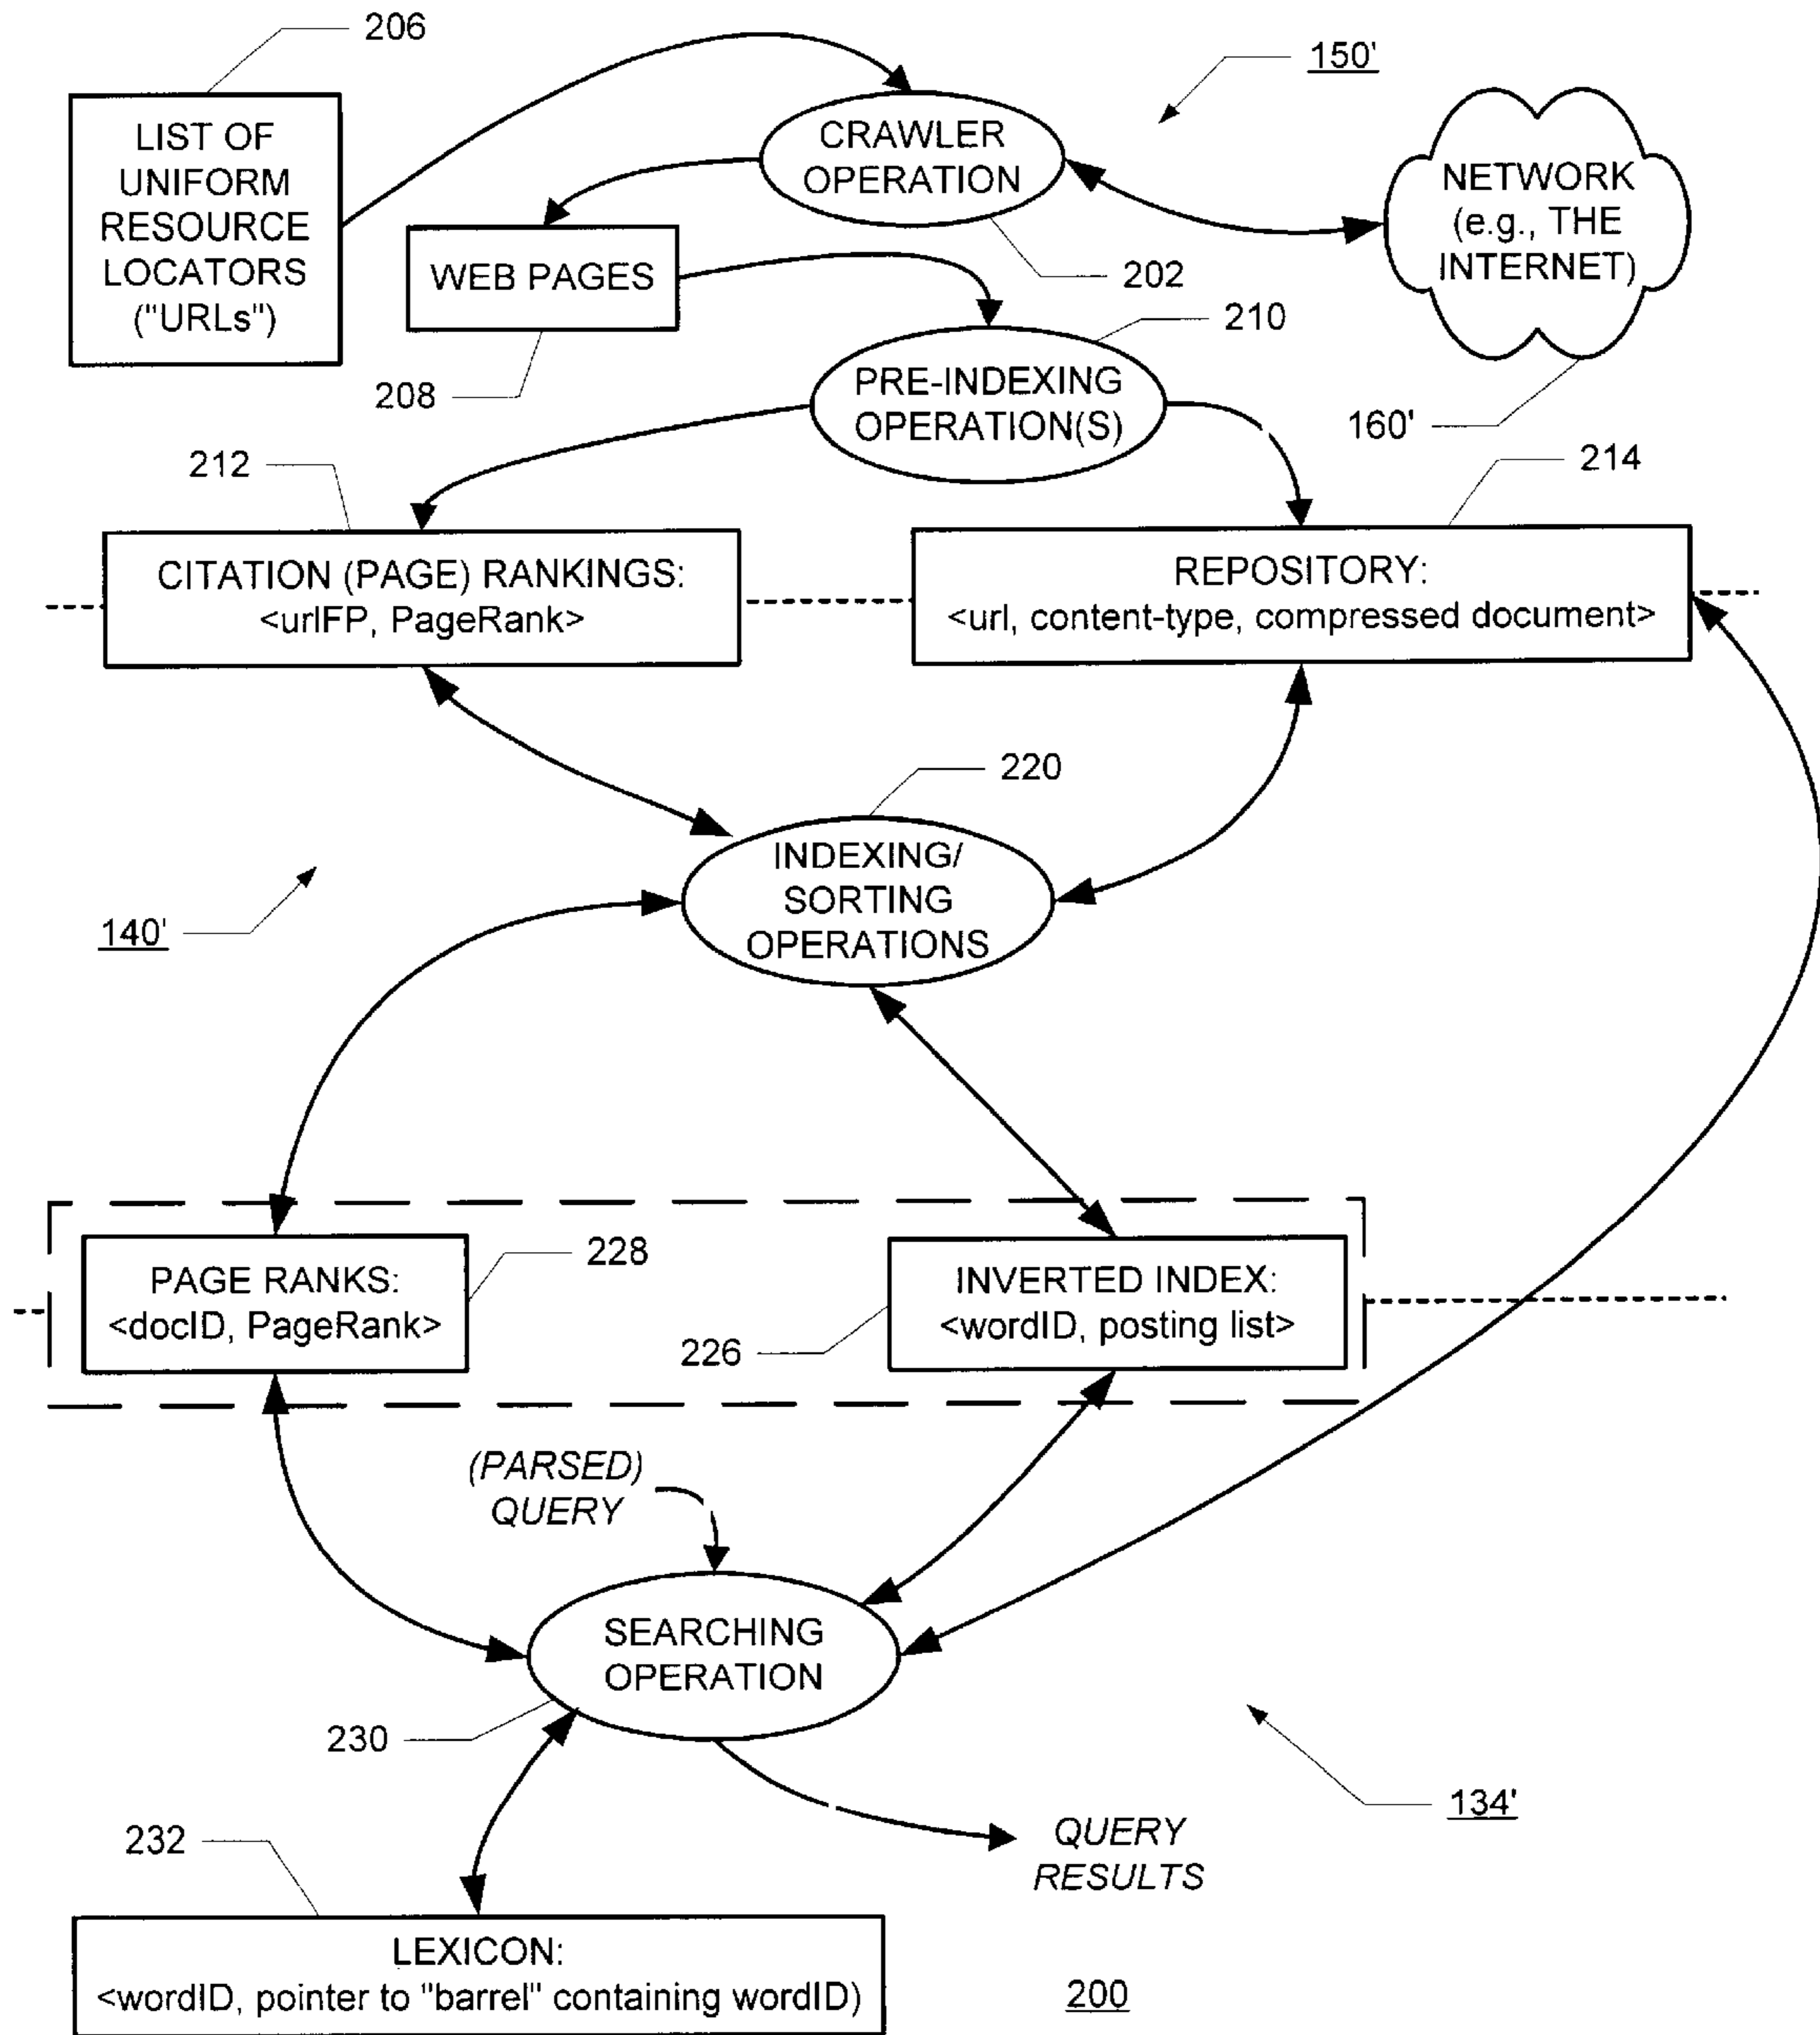 206
150'
LIST OF
UNIFORM
RESOURCE
LOCATORS
("URLs")
CRAWLER
OPERATION
NETWORK
(e.g., THE
INTERNET)
WEB PAGES
202
210
208
PRE-INDEXING
OPERATION(S)
160'
212
214
CITATION (PAGE) RANKINGS:
<urlFP, PageRank>
REPOSITORY:
<url, content-type, compressed document>
220
INDEXING/
SORTING
OPERATIONS
140'
PAGE RANKS:
<docID, PageRank>
228
INVERTED INDEX:
<wordID, posting list>
226
(PARSED)
QUERY
SEARCHING
OPERATION
230
134'
QUERY
RESULTS
232
LEXICON:
<wordID, pointer to "barrel" containing wordID)
200